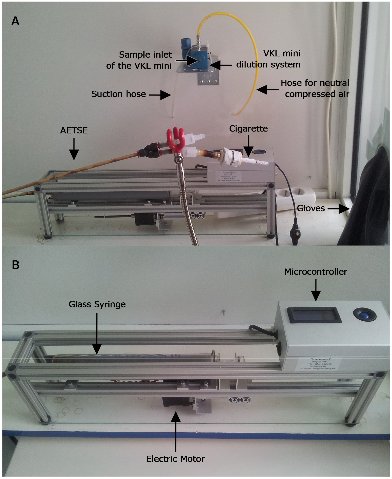 A
Sample inlet
of the VKL mini
VKL mini
dilution system
Suction hose
Hose for neutral
compressed air
AETSE
Cigarette
Gloves
B
Microcontroller
Glass Syringe
Electric Motor